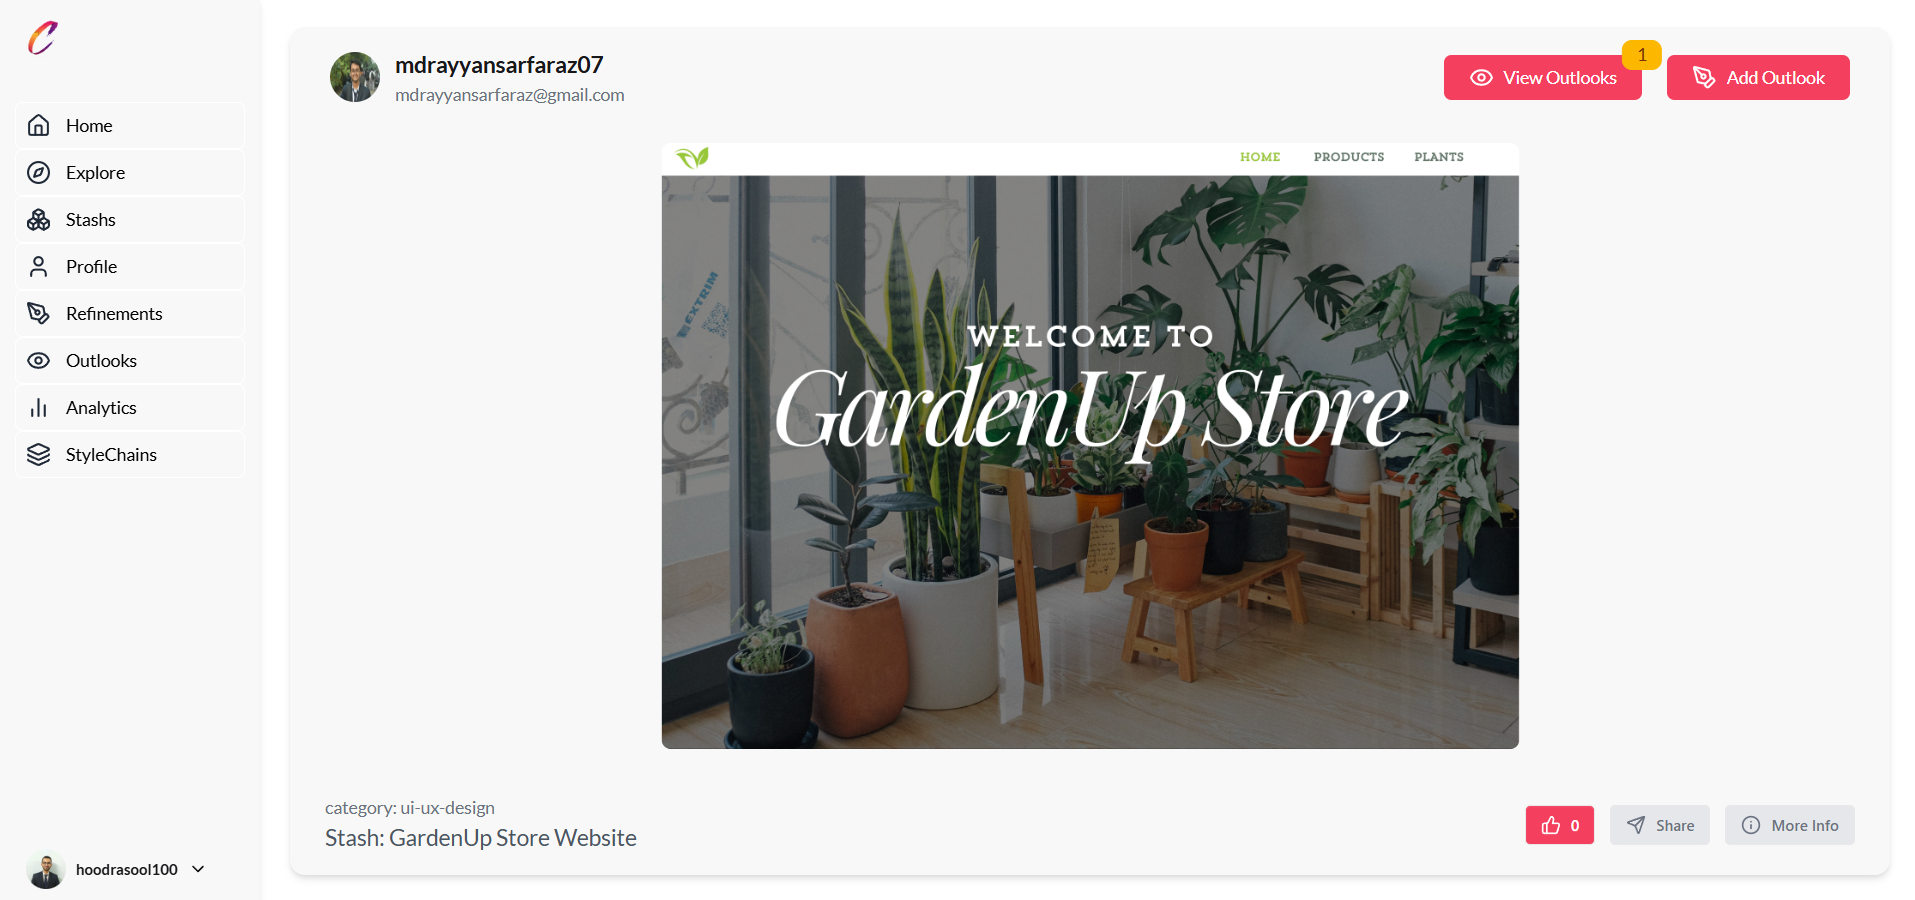 Home
Explore
Stashs
Profile
Refinements
Outlooks
Analytics
StyleChains
hoodrasool100
mdrayyansarfaraz07
mdrayyansarfaraz@gmail.com
View Outlooks
1
Add Outlook
HOME PRODUCTS PLANTS
WELCOME TO
GardenUp Store
category: ui-ux-design
Stash: GardenUp Store Website
0
Share
More Info